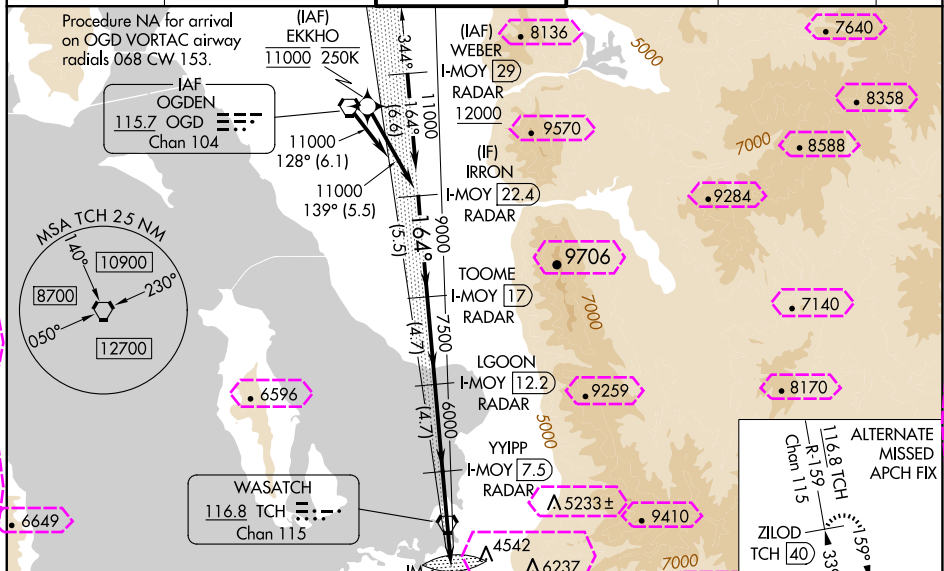 Procedure NA for arrival
on OGD VORTAC airway
radials 068 CW 153.
(IAF)
EKKHO
11000 250K
IAF
OGDEN
115.7 OGD
Chan 104
11000
128° (6.1)
11000
139° (5.5)
344°
164°
(6.6)
11000
(IAF)
WEBER
I-MOY 29
RADAR
12000
(IF)
IRRON
I-MOY 22.4
RADAR
164°
(5.5)
9000
TOOME
I-MOY 17
RADAR
(4.7)
7500
LGOON
I-MOY 12.2
RADAR
(4.7)
6000
YYIPP
I-MOY 7.5
RADAR
MSA TCH 25 NM
140°
10900
8700
230°
050°
12700
WASATCH
116.8 TCH
Chan 115
IM
8136
5000
7640
8358
9570
7000
8588
9284
9706
7000
7140
6596
9259
8170
5000
6649
5233±
9410
4542
6237
7000
ALTERNATE
MISSED
APCH FIX
116.8 TCH
R-159
Chan 115
ZILOD
TCH 40
159°